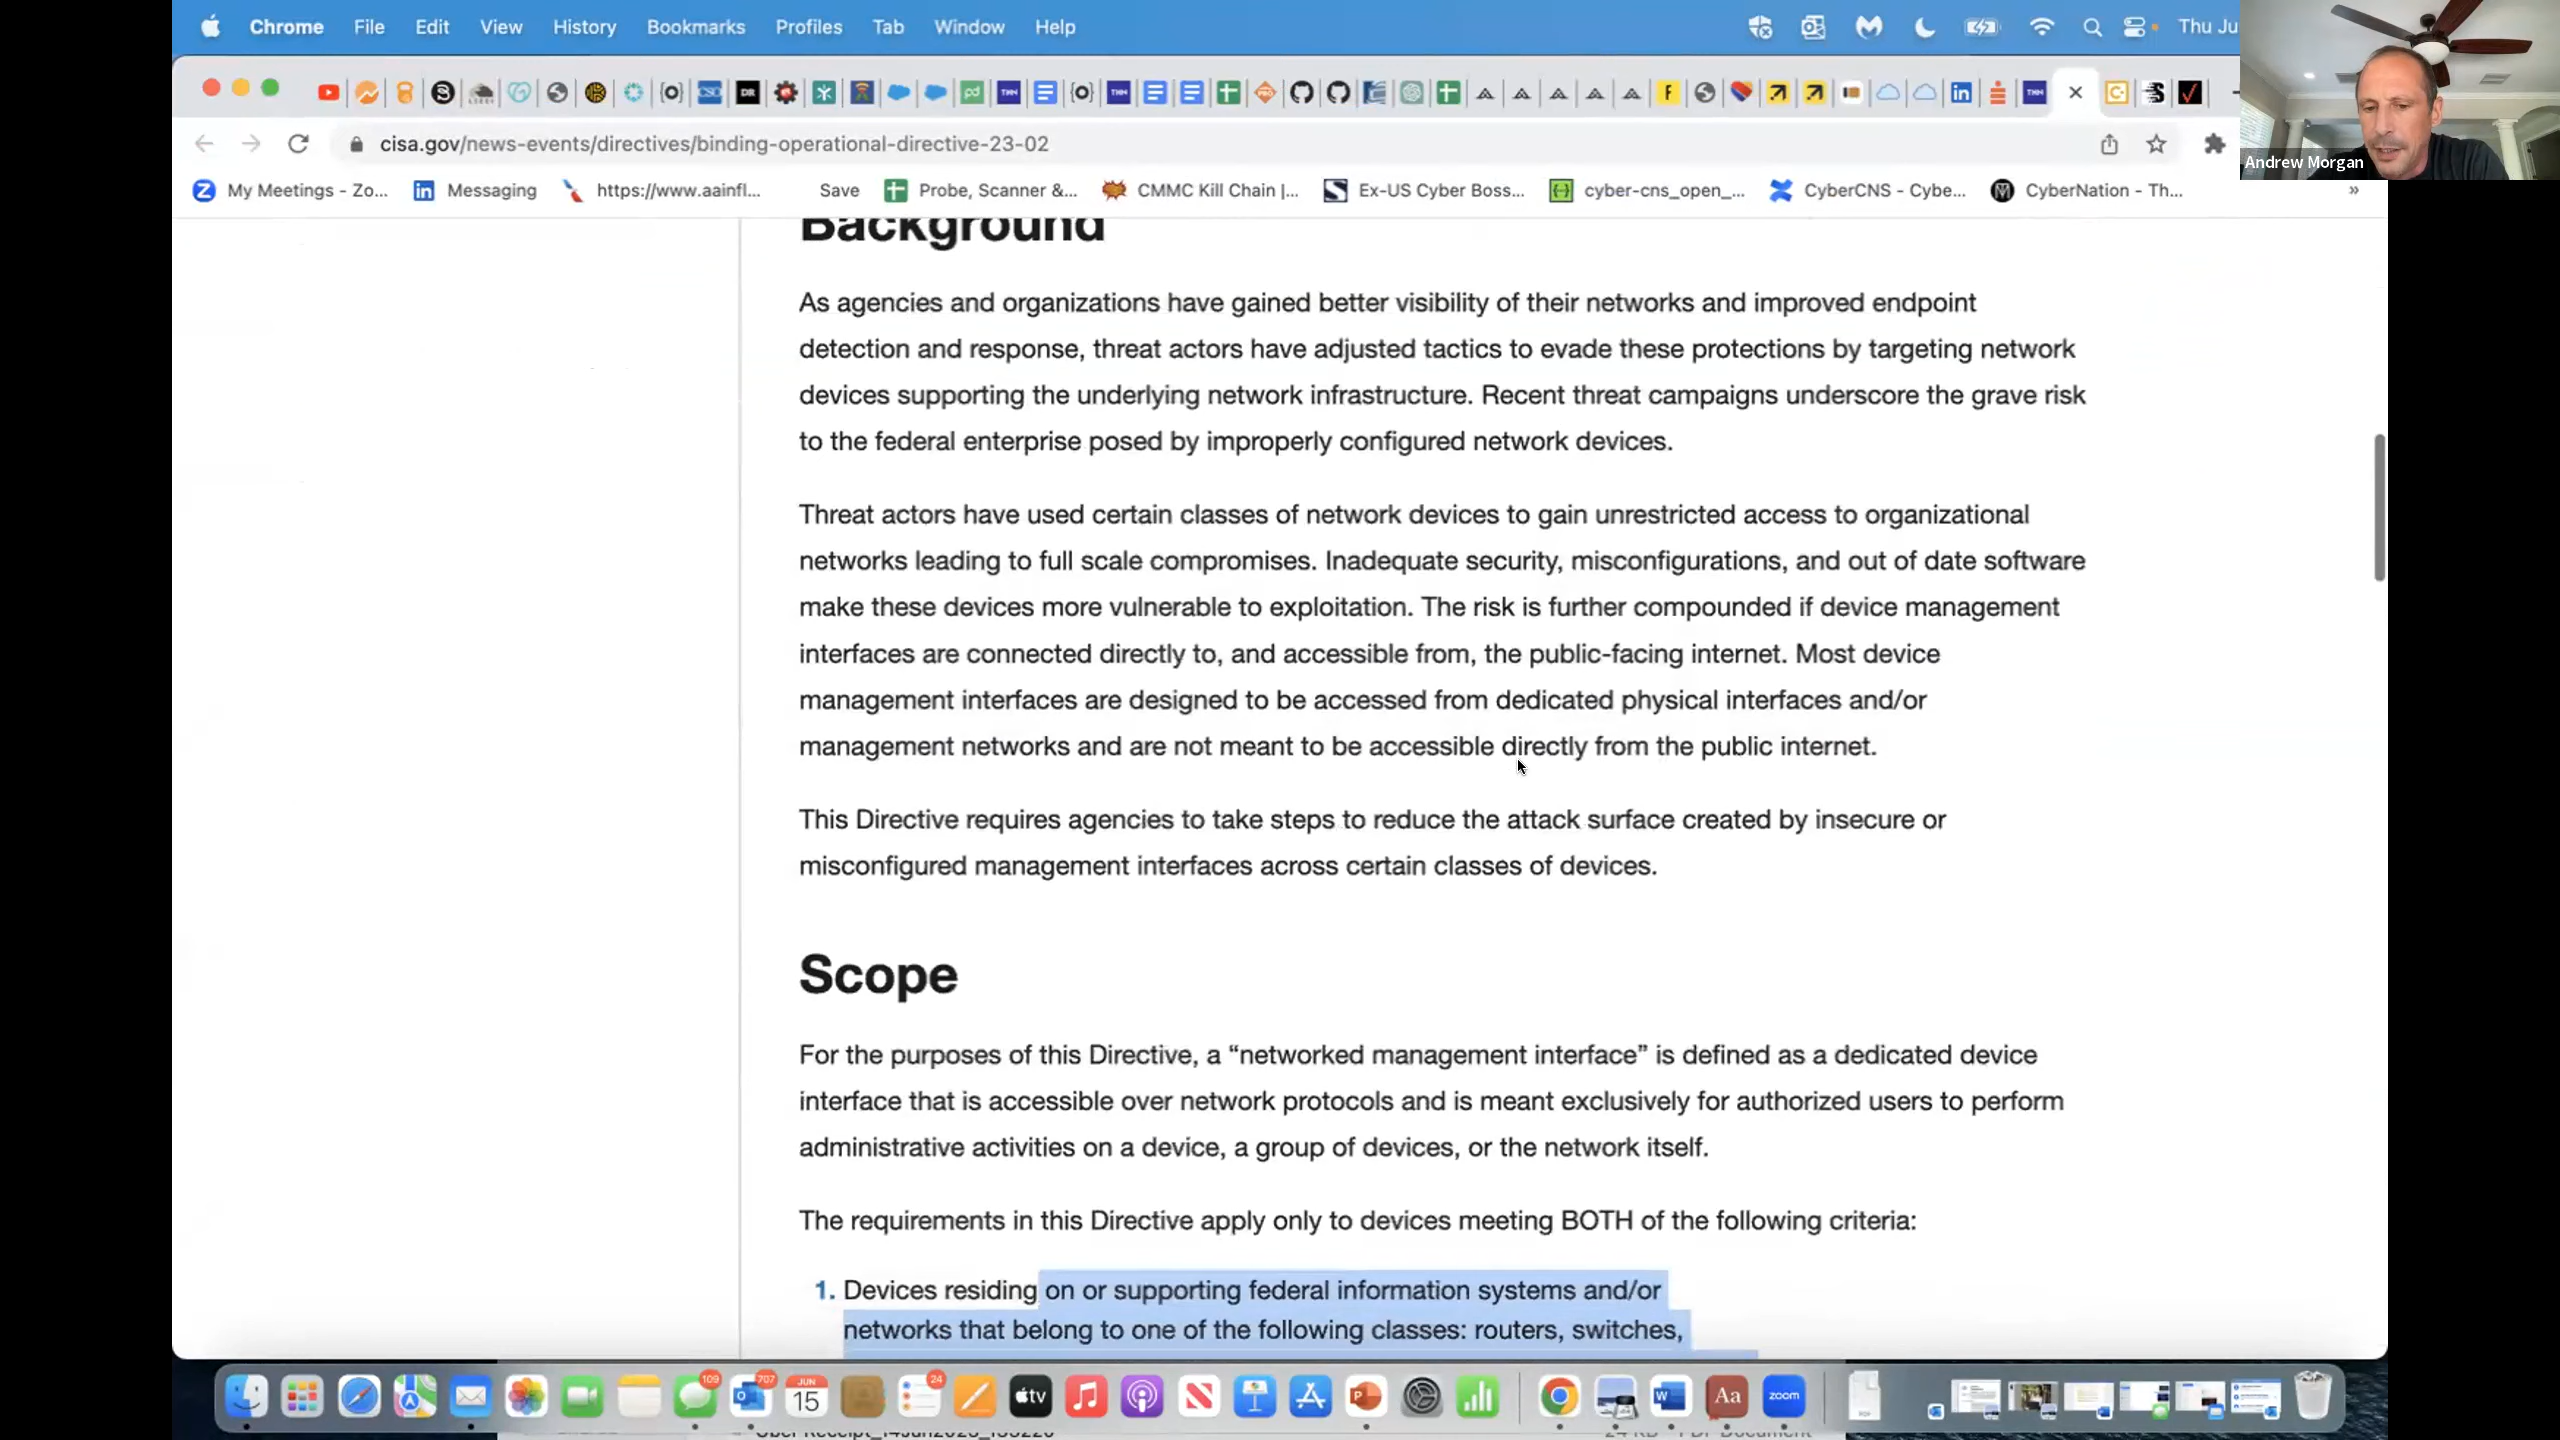 Chrome File Edit View History Bookmarks Profiles Tab Window Help Thu Ju
cisa.gov/news-events/directives/binding-operational-directive-23-02
Andrew Morgan
My Meetings - Zo... Messaging https://www.aainfl... Save Probe, Scanner &... CMMC Kill Chain |... Ex-US Cyber Boss... cyber-cns_open_... CyberCNS - Cybe... CyberNation - Th... »
Background
As agencies and organizations have gained better visibility of their networks and improved endpoint
detection and response, threat actors have adjusted tactics to evade these protections by targeting network
devices supporting the underlying network infrastructure. Recent threat campaigns underscore the grave risk
to the federal enterprise posed by improperly configured network devices.
Threat actors have used certain classes of network devices to gain unrestricted access to organizational
networks leading to full scale compromises. Inadequate security, misconfigurations, and out of date software
make these devices more vulnerable to exploitation. The risk is further compounded if device management
interfaces are connected directly to, and accessible from, the public-facing internet. Most device
management interfaces are designed to be accessed from dedicated physical interfaces and/or
management networks and are not meant to be accessible directly from the public internet.
This Directive requires agencies to take steps to reduce the attack surface created by insecure or
misconfigured management interfaces across certain classes of devices.
Scope
For the purposes of this Directive, a “networked management interface” is defined as a dedicated device
interface that is accessible over network protocols and is meant exclusively for authorized users to perform
administrative activities on a device, a group of devices, or the network itself.
The requirements in this Directive apply only to devices meeting BOTH of the following criteria:
1. Devices residing on or supporting federal information systems and/or
networks that belong to one of the following classes: routers, switches,
109 707 JUN 15 24 tv Aa zoom